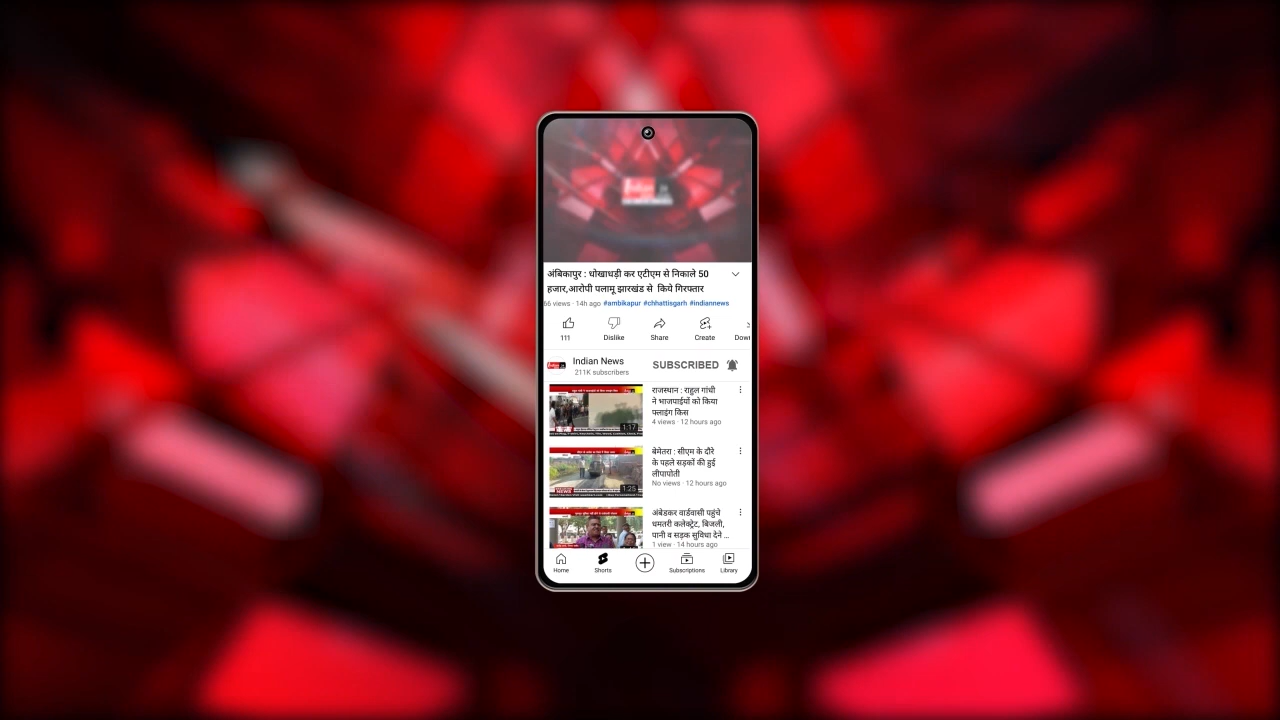 अंबिकापुर : धोखाधड़ी कर एटीएम से निकाले 50
हजार,आरोपी पलामू झारखंड से किये गिरफ्तार
66 views · 14h ago #ambikapur #chhattisgarh #indiannews
111
Dislike
Share
Create
Down
Indian News
211K subscribers
SUBSCRIBED
राजस्थान : राहुल गांधी
ने भाजपाईयों को किया
फ्लाइंग किस
4 views · 12 hours ago
1:17
बेमेतरा : सीएम के दौरे
के पहले सड़कों की हुई
लीपापोती
No views · 12 hours ago
1:25
अंबेडकर वार्डवासी पहुंचे
धमतरी कलेक्ट्रेट, बिजली,
पानी व सड़क सुविधा देने ...
1 view · 14 hours ago
Home
Shorts
Subscriptions
Library